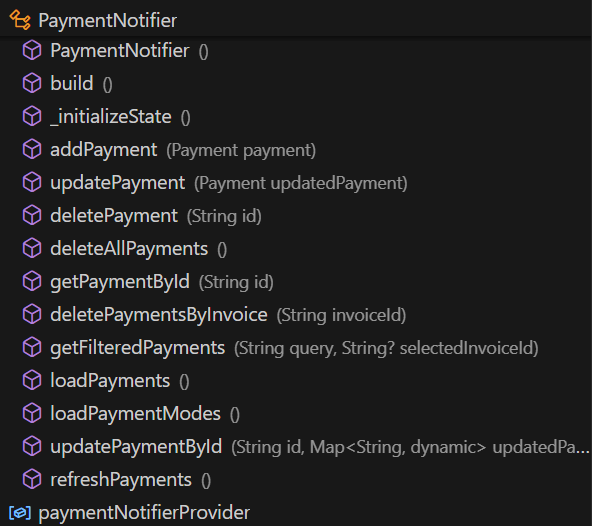 PaymentNotifier
PaymentNotifier ()
build ()
_initializeState ()
addPayment (Payment payment)
updatePayment (Payment updatedPayment)
deletePayment (String id)
deleteAllPayments ()
getPaymentById (String id)
deletePaymentsByInvoice (String invoiceId)
getFilteredPayments (String query, String? selectedInvoiceId)
loadPayments ()
loadPaymentModes ()
updatePaymentById (String id, Map<String, dynamic> updatedPa...
refreshPayments ()
paymentNotifierProvider